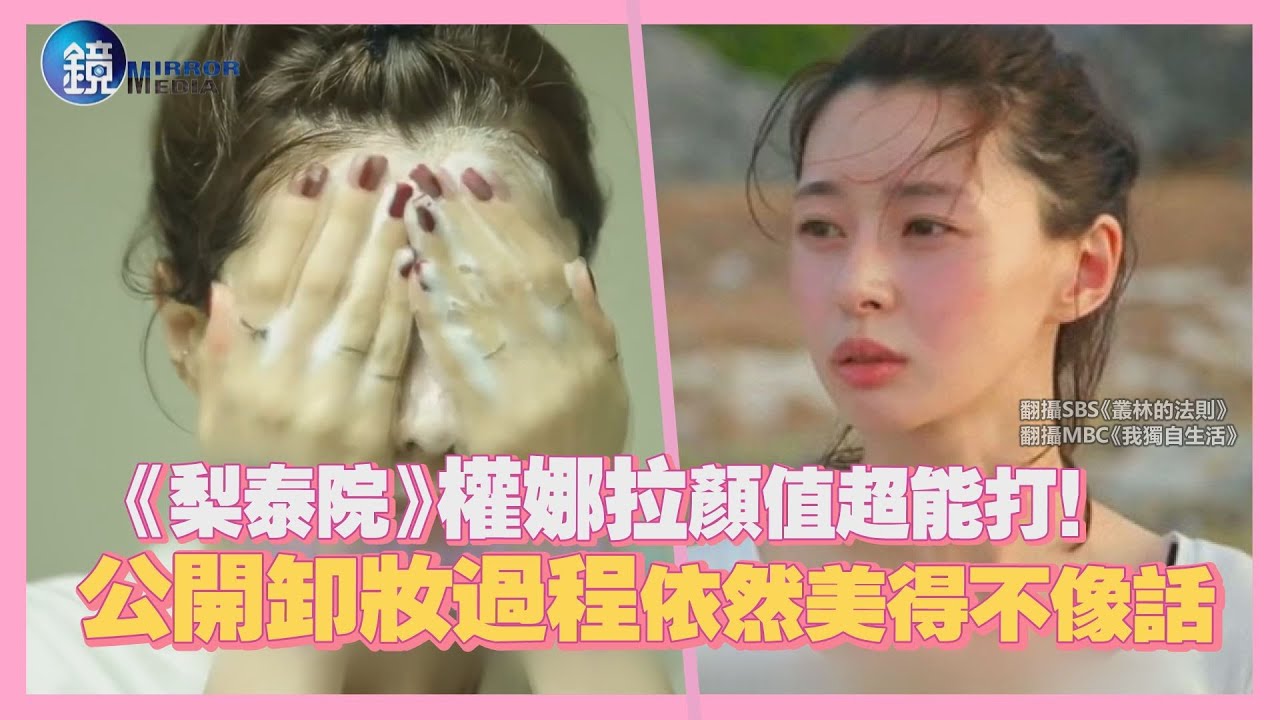 鏡 MIRROR
MEDIA
翻攝SBS《叢林的法則》
翻攝MBC《我獨自生活》
《梨泰院》權娜拉顏值超能打!
公開卸妝過程依然美得不像話